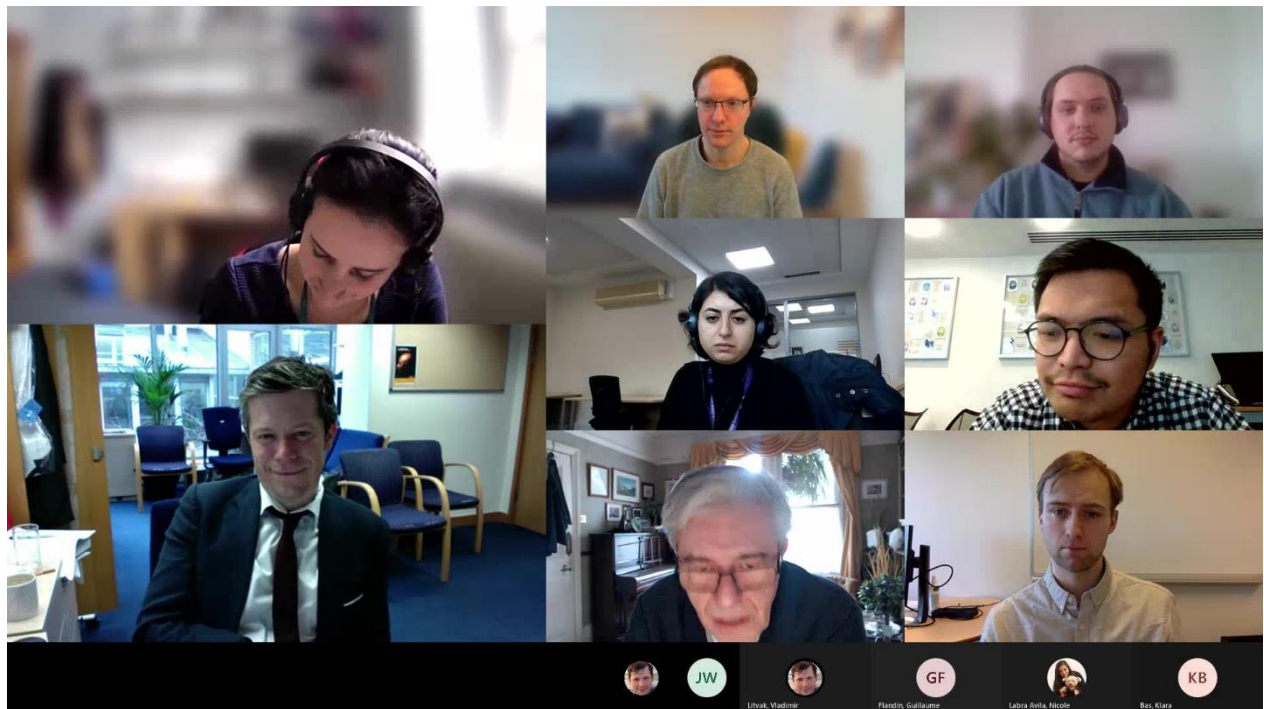 JW
GF
KB
Litvak, Vladimir
Flandin, Guillaume
Labra Avila, Nicole
Bas, Klara